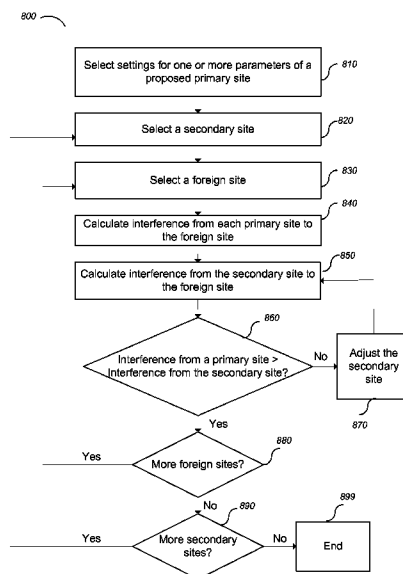 800
Select settings for one or more parameters of a
proposed primary site
810
Select a secondary site
820
Select a foreign site
830
840
Calculate interference from each primary site to
the foreign site
850
Calculate interference from the secondary site to
the foreign site
860
Interference from a primary site >
Interference from the secondary site?
No
Adjust the
secondary
site
870
Yes
Yes
More foreign sites?
880
No
890
899
Yes
More secondary
sites?
No
End